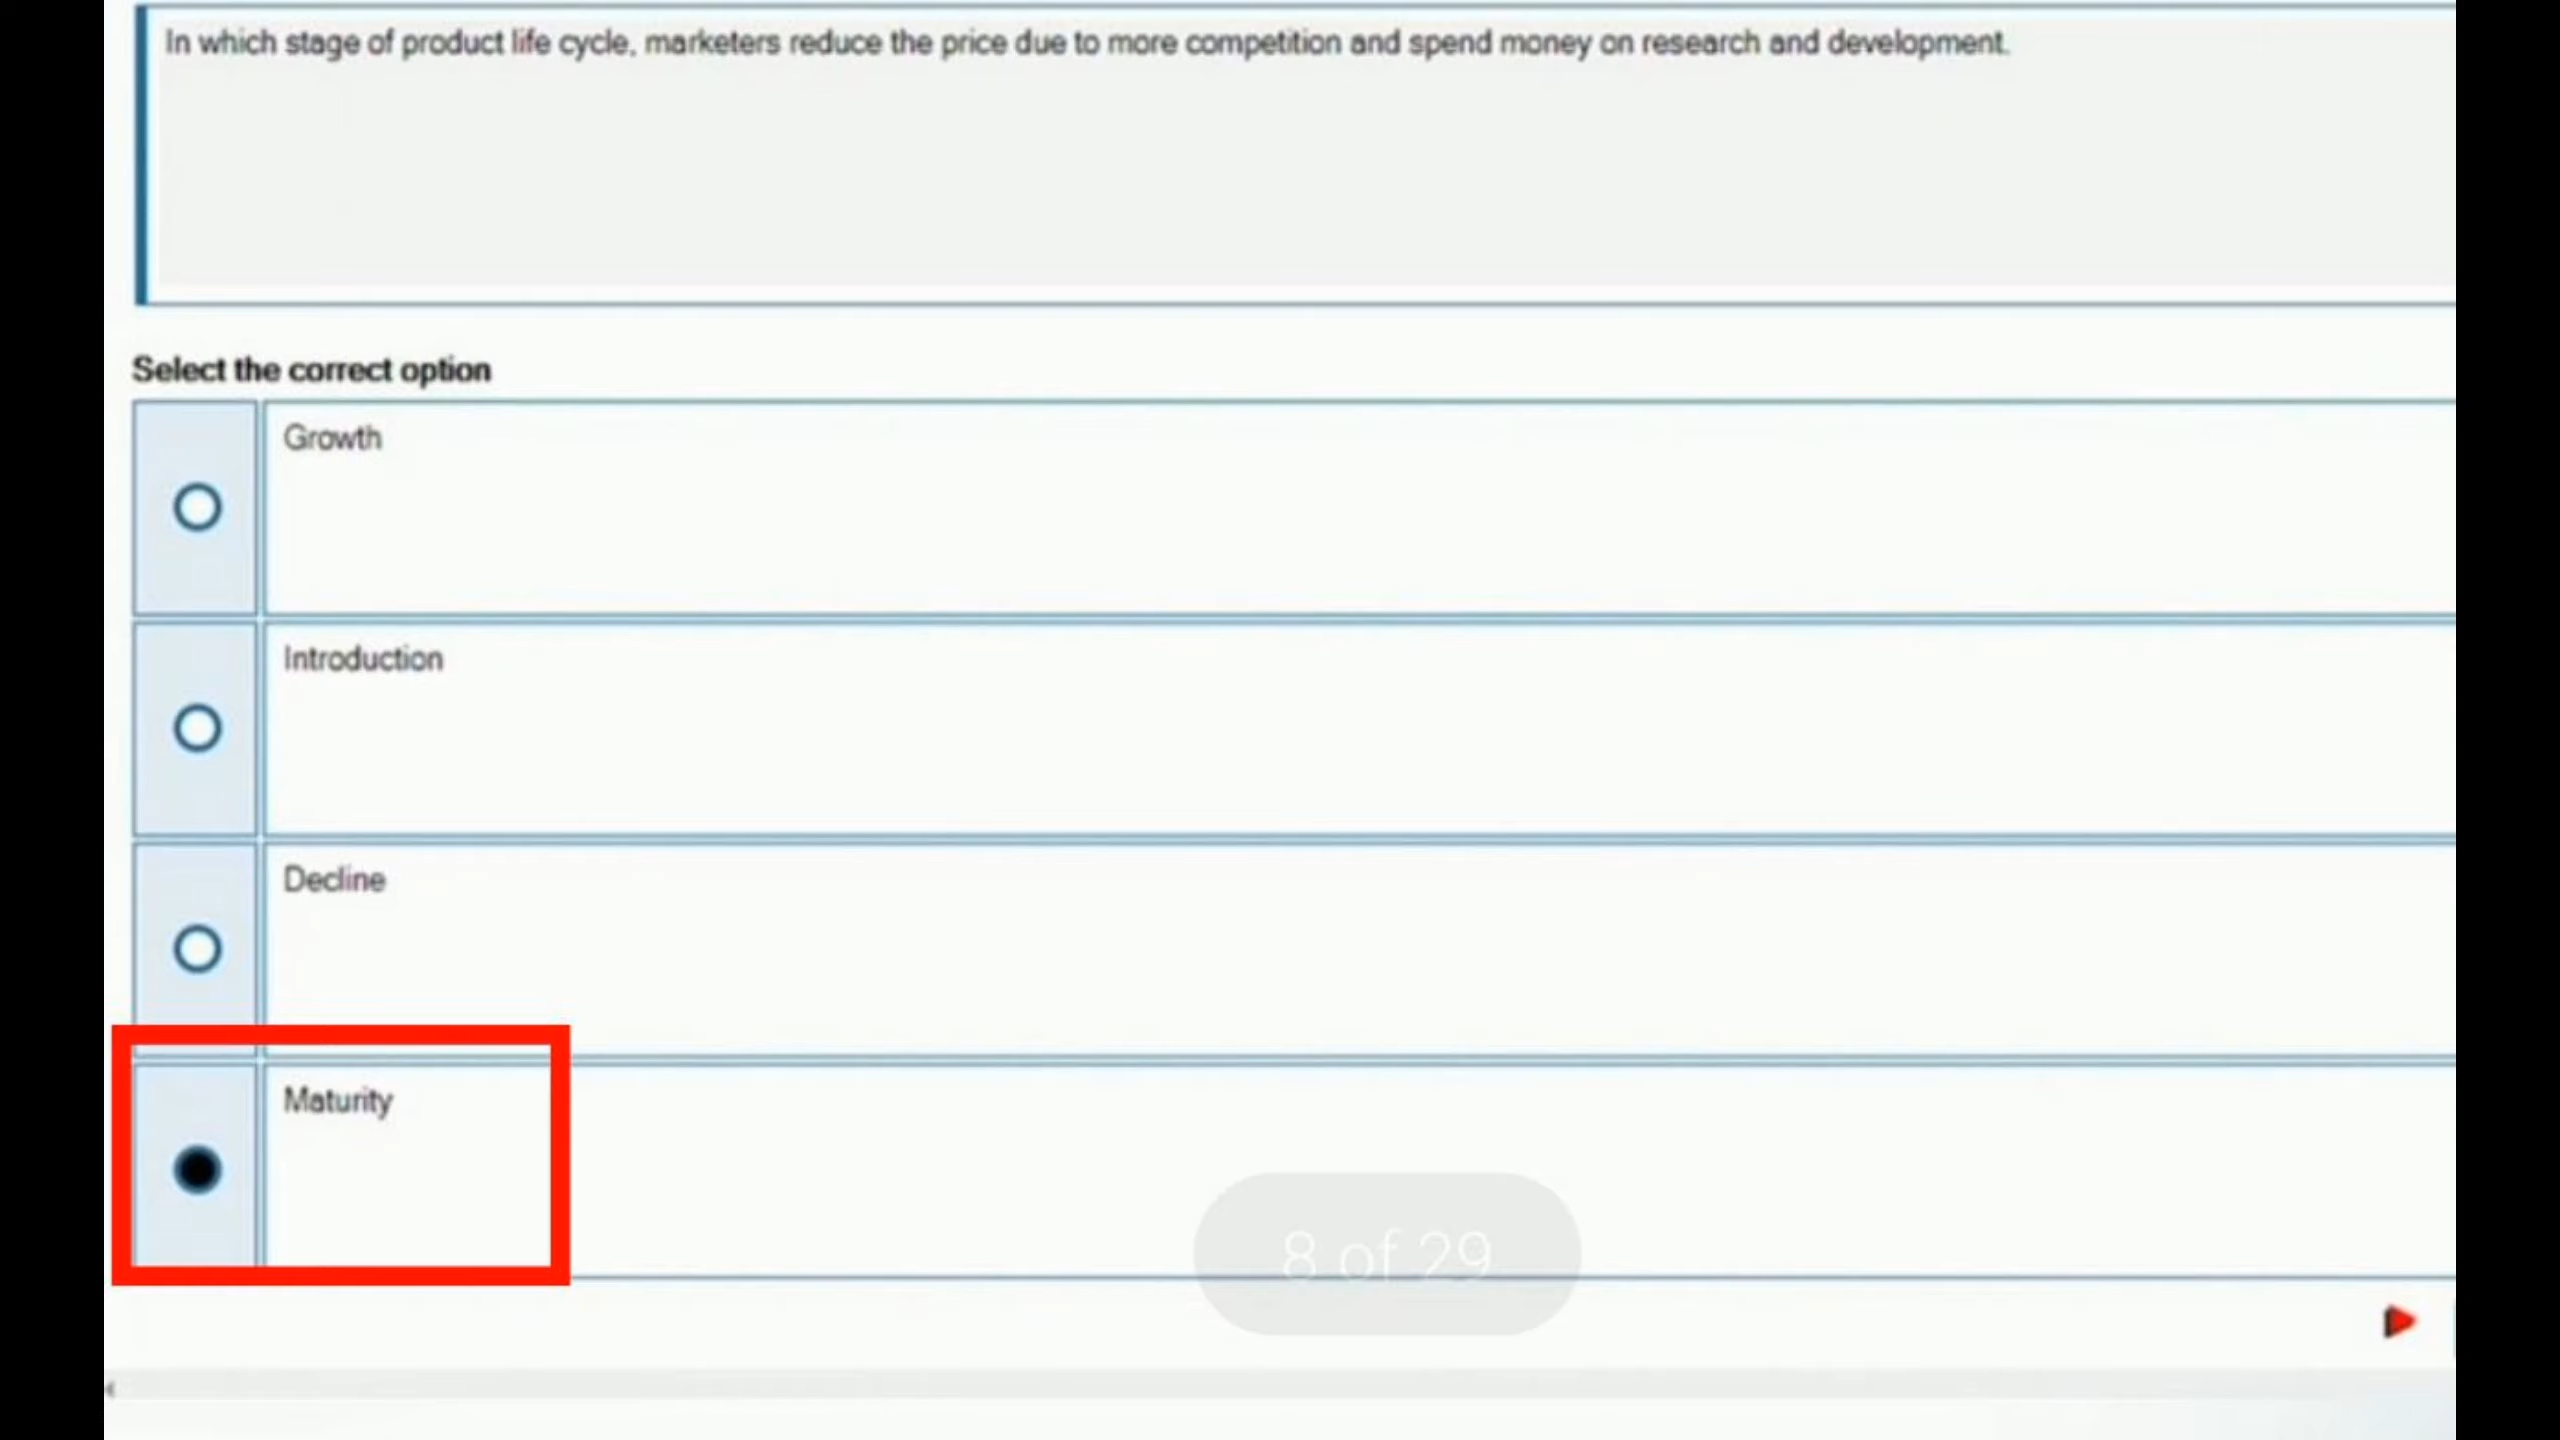 In which stage of product life cycle, marketers reduce the price due to more competition and spend money on research and development.
Select the correct option
Growth
Introduction
Decline
Maturity
8 of 29